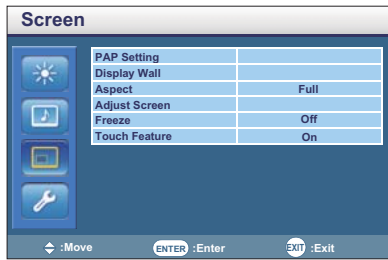 Screen
PAP Setting
Display Wall
Aspect Full
Adjust Screen
Freeze Off
Touch Feature On
:Move ENTER :Enter EXIT :Exit